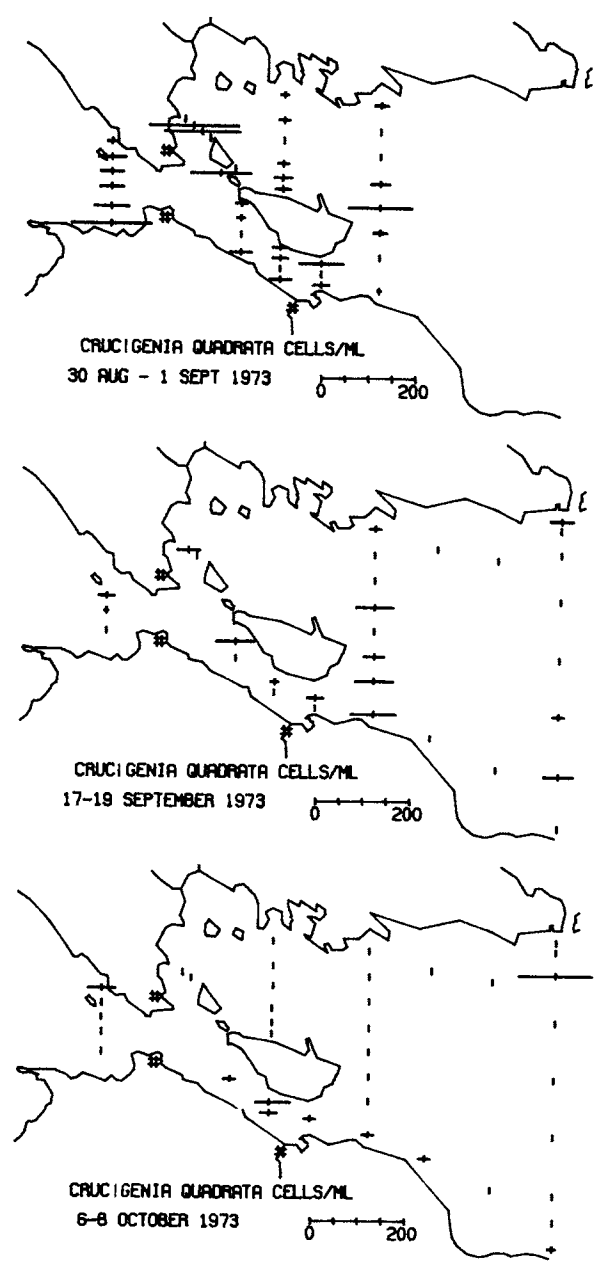 CRUCIGENIA QUADRATA CELLS/ML
30 AUG - 1 SEPT 1973
0 200
CRUCIGENIA QUADRATA CELLS/ML
17-19 SEPTEMBER 1973
0 200
CRUCIGENIA QUADRATA CELLS/ML
6-8 OCTOBER 1973
0 200